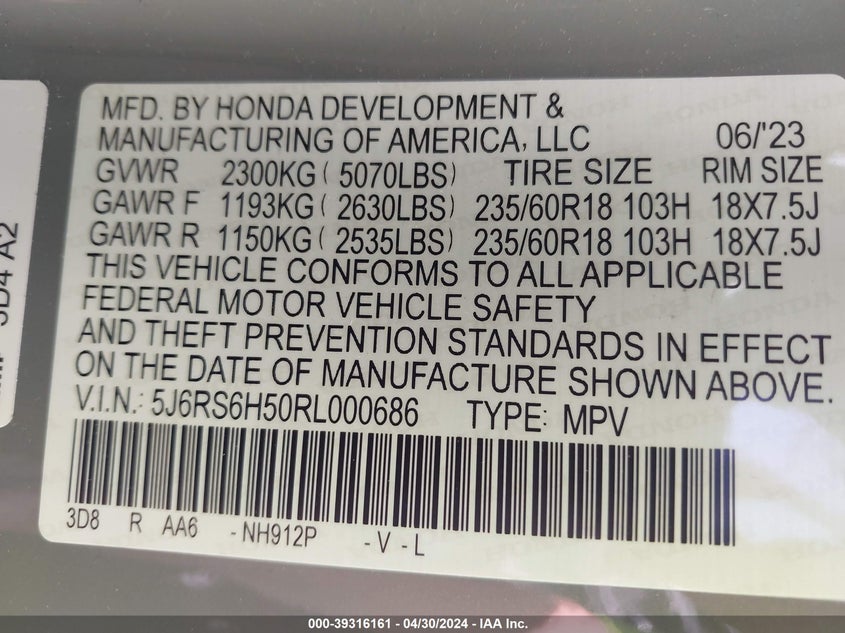 MFD. BY HONDA DEVELOPMENT &
MANUFACTURING OF AMERICA, LLC 06/'23
GVWR 2300KG ( 5070LBS) TIRE SIZE RIM SIZE
GAWR F 1193KG ( 2630LBS) 235/60R18 103H 18X7.5J
GAWR R 1150KG ( 2535LBS) 235/60R18 103H 18X7.5J
THIS VEHICLE CONFORMS TO ALL APPLICABLE
FEDERAL MOTOR VEHICLE SAFETY
AND THEFT PREVENTION STANDARDS IN EFFECT
ON THE DATE OF MANUFACTURE SHOWN ABOVE.
V.I.N.: 5J6RS6H50RL000686 TYPE: MPV
3D8 R AA6 -NH912P -V -L
000-39316161 | 04/30/2024 - IAA Inc.